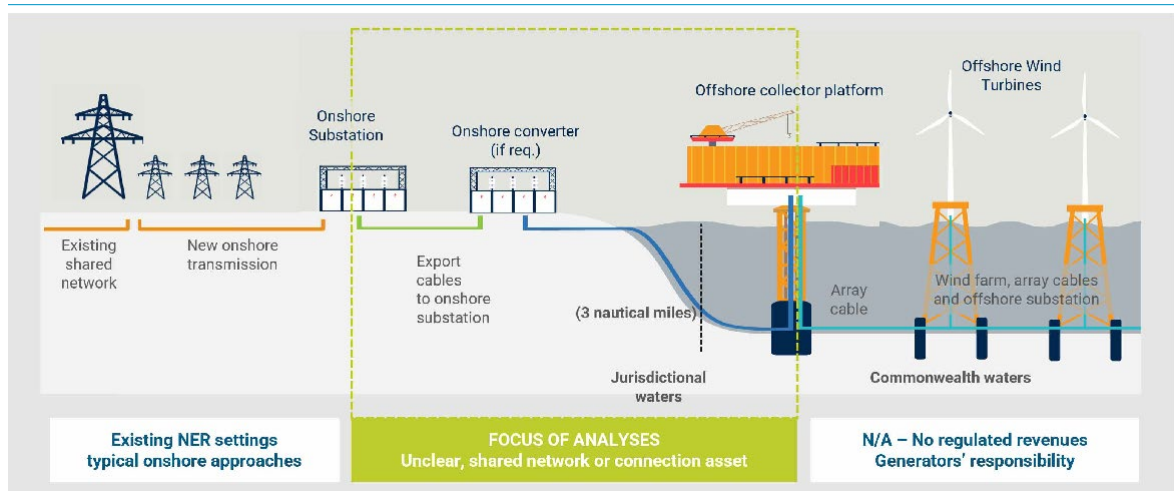 Offshore Wind
Turbines
Offshore collector platform
Onshore
Substation
Onshore converter
(if req.)
Existing
shared
network
New onshore
transmission
Export
cables
to onshore
substation
(3 nautical miles)
Array
cable
Wind farm, array cables
and offshore substation
Jurisdictional
waters
Commonwealth waters
Existing NER settings
typical onshore approaches
FOCUS OF ANALYSES
Unclear, shared network or connection asset
N/A – No regulated revenues
Generators’ responsibility